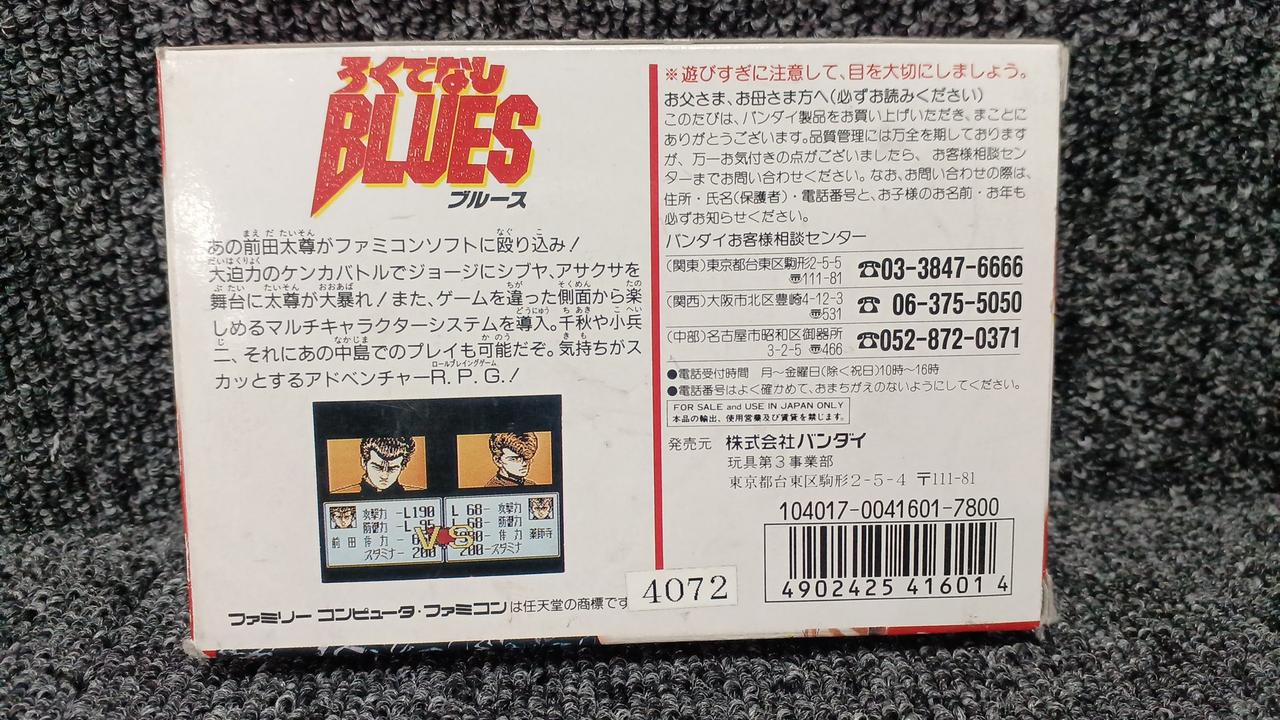 ろくでなし
BLUES
ブルース
あの前田太尊がファミコンソフトに殴り込み!
大迫力のケンカバトルでジョージにシブヤ、アサクサを
舞台に太尊が大暴れ!また、ゲームを違った側面から楽
しめるマルチキャラクターシステムを導入。千秋や小兵
二、それにあの中島でのプレイも可能だぞ。気持ちがス
カッとするアドベンチャーR.P.G.!
前田
攻撃力 -L190
スタミナー 200
VS
L 68- 攻撃力
薬師寺
200-スタミナ
ファミリーコンピュータ・ファミコンは任天堂の商標です
4072
※遊びすぎに注意して、目を大切にしましょう。
お父さま、お母さま方へ(必ずお読みください)
このたびは、バンダイ製品をお買い上げいただき、まことに
ありがとうございます。品質管理には万全を期しております
が、万一お気付きの点がございましたら、お客様相談セン
ターまでお問い合わせください。なお、お問い合わせの際は、
住所・氏名(保護者)・電話番号と、お子様のお名前・お年も
必ずお知らせください。
バンダイお客様相談センター
(関東)東京都台東区駒形2-5-5
〠111-81
☎03-3847-6666
(関西)大阪市北区豊崎4-12-3
〠531
☎ 06-375-5050
(中部)名古屋市昭和区御器所
3-2-5 〠466
☎052-872-0371
●電話受付時間 月〜金曜日(除く祝日)10時〜16時
●電話番号はよく確かめて、おまちがえのないようにしてください。
FOR SALE and USE IN JAPAN ONLY
本品の輸出、使用営業及び賃貸を禁じます。
発売元 株式会社バンダイ
玩具第3事業部
東京都台東区駒形2-5-4 〒111-81
104017-0041601-7800
4902425 41601 4